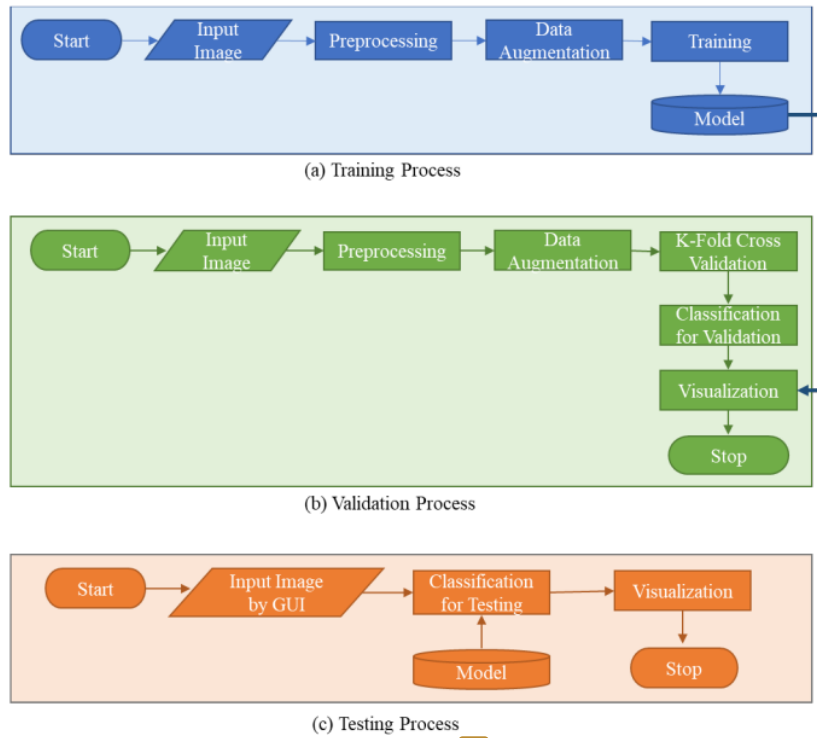 Start
Input
Image
Preprocessing
Data
Augmentation
Training
Model
(a) Training Process
Start
Input
Image
Preprocessing
Data
Augmentation
K-Fold Cross
Validation
Classification
for Validation
Visualization
Stop
(b) Validation Process
Start
Input Image
by GUI
Classification
for Testing
Visualization
Model
Stop
(c) Testing Process